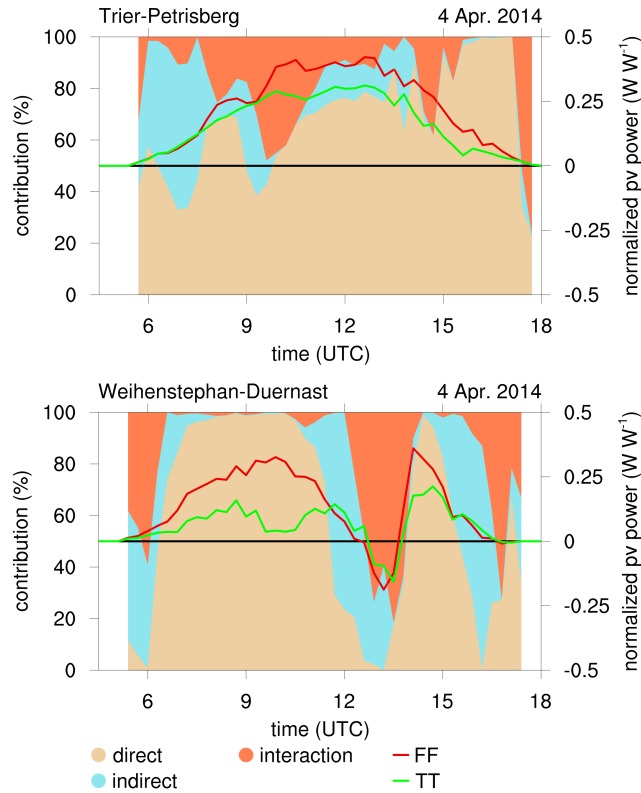 Trier-Petrisberg 4 Apr. 2014
100 0.5
80 0.25
60
0
40
20 -0.25
0 -0.5
contribution (%)
normalized pv power (W W⁻¹)
6 9 12 15 18
time (UTC)
Weihenstephan-Duernast 4 Apr. 2014
100 0.5
80 0.25
60
0
40
20 -0.25
0 -0.5
contribution (%)
normalized pv power (W W⁻¹)
6 9 12 15 18
time (UTC)
direct interaction FF
indirect TT